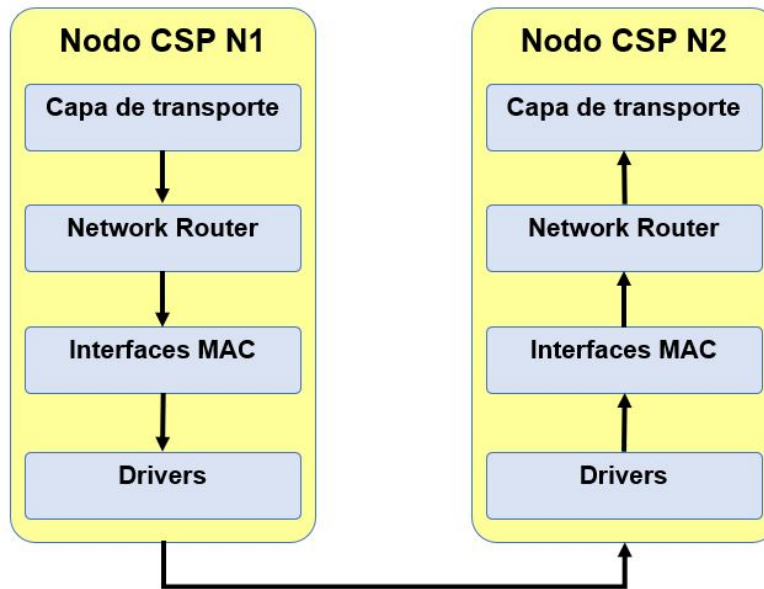 Nodo CSP N1
Capa de transporte
Network Router
Interfaces MAC
Drivers
Nodo CSP N2
Capa de transporte
Network Router
Interfaces MAC
Drivers